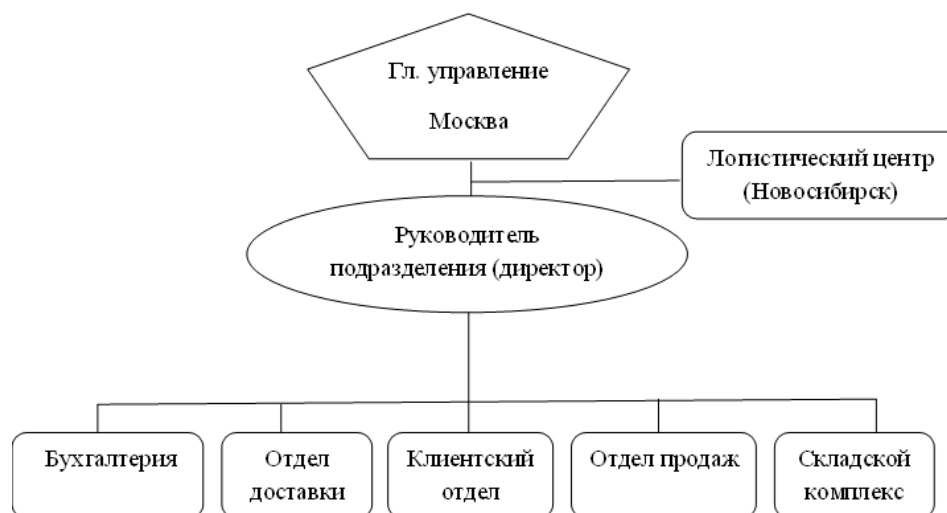 Гл. управление
Москва
Логистический центр
(Новосибирск)
Руководитель
подразделения (директор)
Бухгалтерия
Отдел
доставки
Клиентский
отдел
Отдел продаж
Складской
комплекс